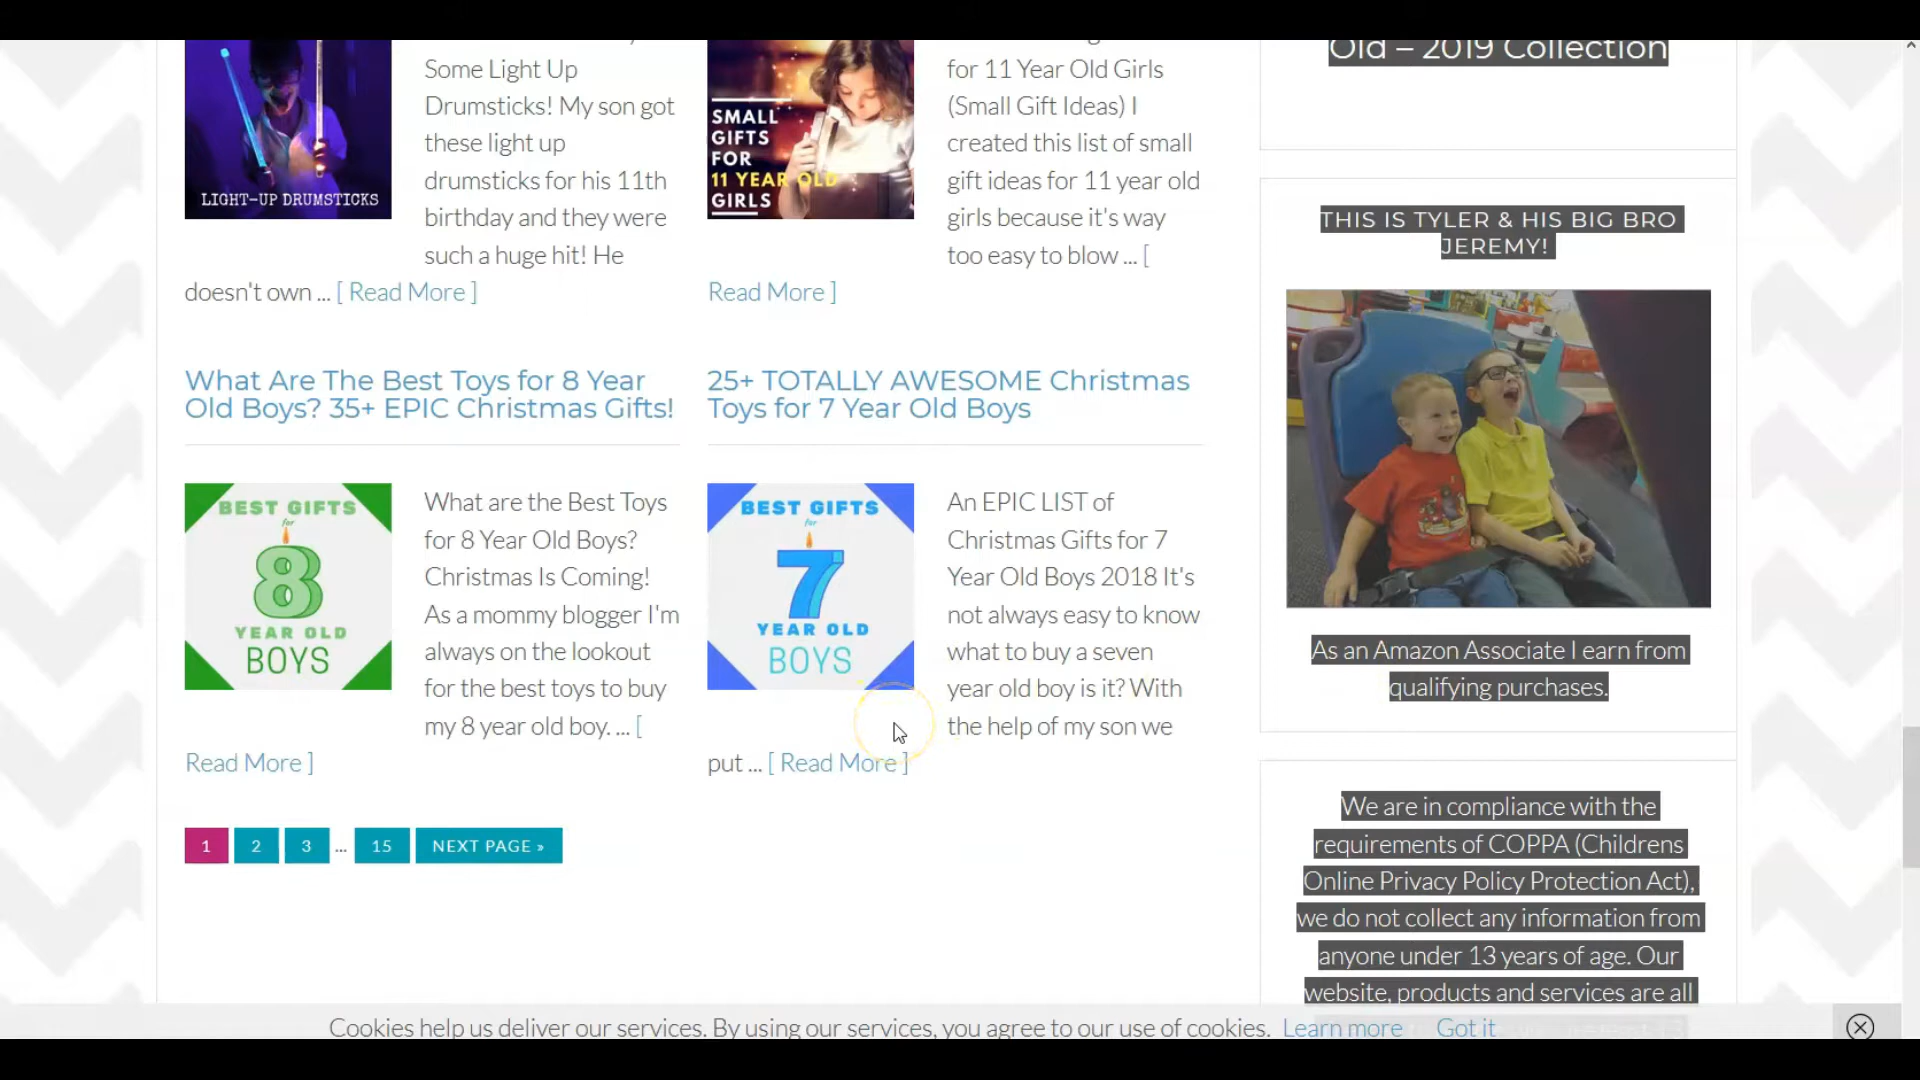 Some Light Up
Drumsticks! My son got
these light up
drumsticks for his 11th
birthday and they were
such a huge hit! He
doesn't own ... [ Read More ]
LIGHT-UP DRUMSTICKS
for 11 Year Old Girls
(Small Gift Ideas) I
created this list of small
gift ideas for 11 year old
girls because it's way
too easy to blow ... [
Read More ]
SMALL
GIFTS
FOR
11 YEAR OLD
GIRLS
What Are The Best Toys for 8 Year
Old Boys? 35+ EPIC Christmas Gifts!
BEST GIFTS
for
8
YEAR OLD
BOYS
What are the Best Toys
for 8 Year Old Boys?
Christmas Is Coming!
As a mommy blogger I'm
always on the lookout
for the best toys to buy
my 8 year old boy. ... [
Read More ]
25+ TOTALLY AWESOME Christmas
Toys for 7 Year Old Boys
BEST GIFTS
for
7
YEAR OLD
BOYS
An EPIC LIST of
Christmas Gifts for 7
Year Old Boys 2018 It's
not always easy to know
what to buy a seven
year old boy is it? With
the help of my son we
put ... [ Read More ]
1 2 3 ... 15 NEXT PAGE »
Old – 2019 Collection
THIS IS TYLER & HIS BIG BRO
JEREMY!
As an Amazon Associate I earn from
qualifying purchases.
We are in compliance with the
requirements of COPPA (Childrens
Online Privacy Policy Protection Act),
we do not collect any information from
anyone under 13 years of age. Our
website, products and services are all
Cookies help us deliver our services. By using our services, you agree to our use of cookies. Learn more Got it